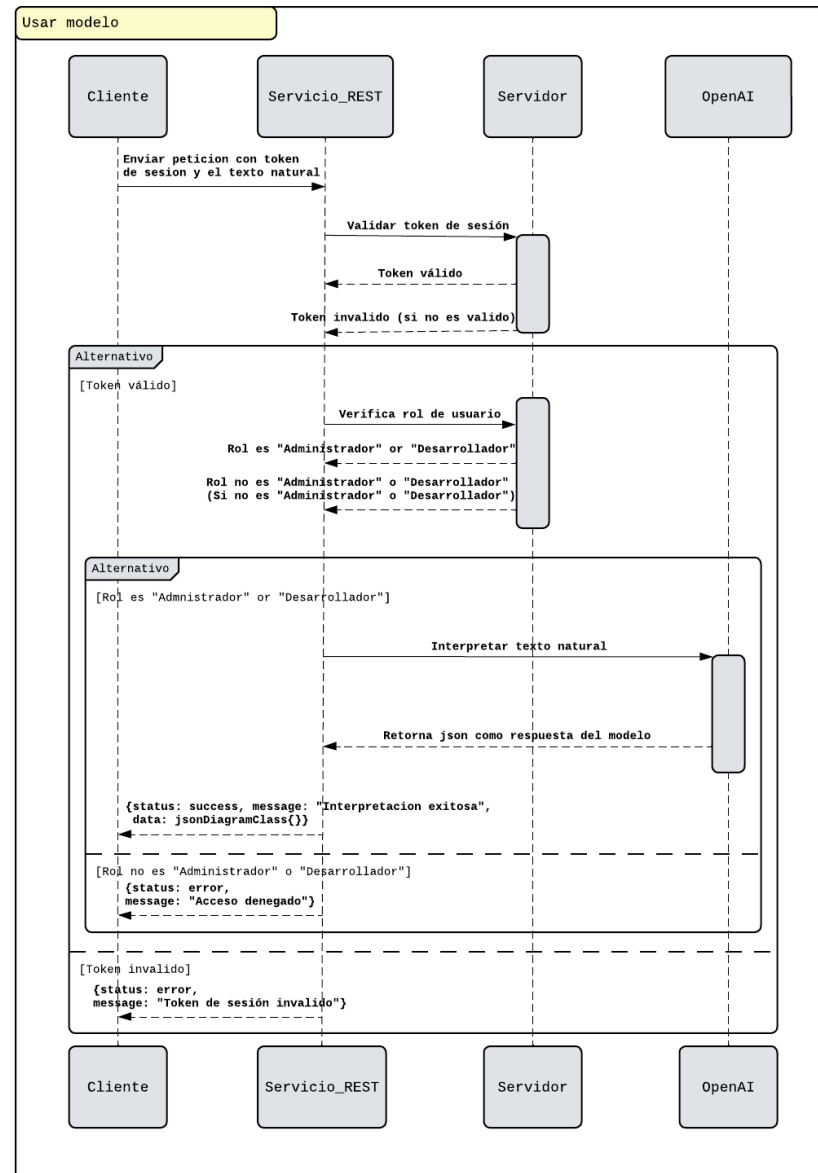 Usar modelo
Cliente
Servicio_REST
Servidor
OpenAI
Enviar peticion con token
de sesion y el texto natural
Validar token de sesión
Token válido
Token invalido (si no es valido)
Alternativo
[Token válido]
Verifica rol de usuario
Rol es "Administrador" or "Desarrollador"
Rol no es "Administrador" o "Desarrollador"
(Si no es "Administrador" o "Desarrollador")
Alternativo
[Rol es "Admnistrador" or "Desarrollador"]
Interpretar texto natural
Retorna json como respuesta del modelo
{status: success, message: "Interpretacion exitosa",
data: jsonDiagramClass{}}
[Rol no es "Administrador" o "Desarrollador"]
{status: error,
message: "Acceso denegado"}
[Token invalido]
{status: error,
message: "Token de sesión invalido"}
Cliente
Servicio_REST
Servidor
OpenAI